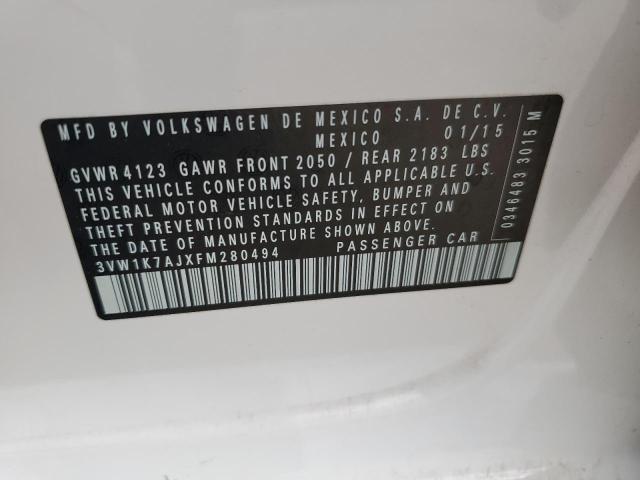 MFD BY VOLKSWAGEN DE MEXICO S.A. DE C.V.
MEXICO 01/15
GVWR 4123 GAWR FRONT 2050 / REAR 2183 LBS
THIS VEHICLE CONFORMS TO ALL APPLICABLE U.S.
FEDERAL MOTOR VEHICLE SAFETY, BUMPER AND
THEFT PREVENTION STANDARDS IN EFFECT ON
THE DATE OF MANUFACTURE SHOWN ABOVE.
3VW1K7AJXFM280494 PASSENGER CAR
0346483 3015 M